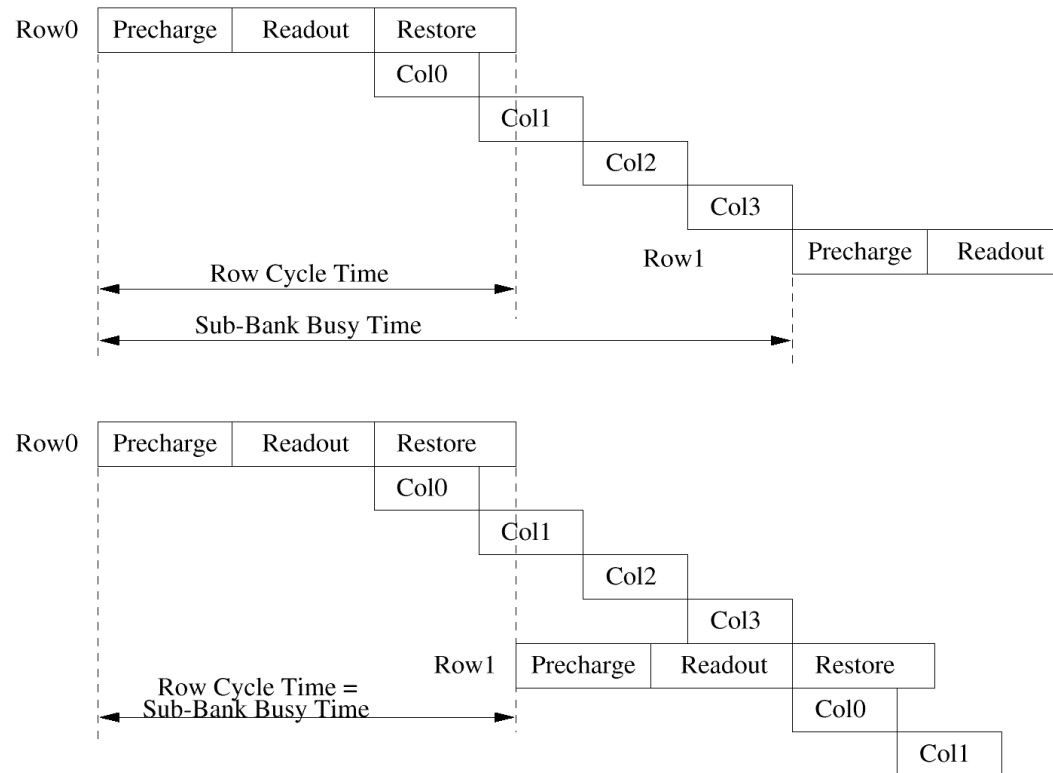 Row0 Precharge Readout Restore
Col0
Col1
Col2
Col3
Row1 Precharge Readout
Row Cycle Time
Sub-Bank Busy Time
Row0 Precharge Readout Restore
Col0
Col1
Col2
Col3
Row1 Precharge Readout Restore
Row Cycle Time =
Sub-Bank Busy Time
Col0
Col1